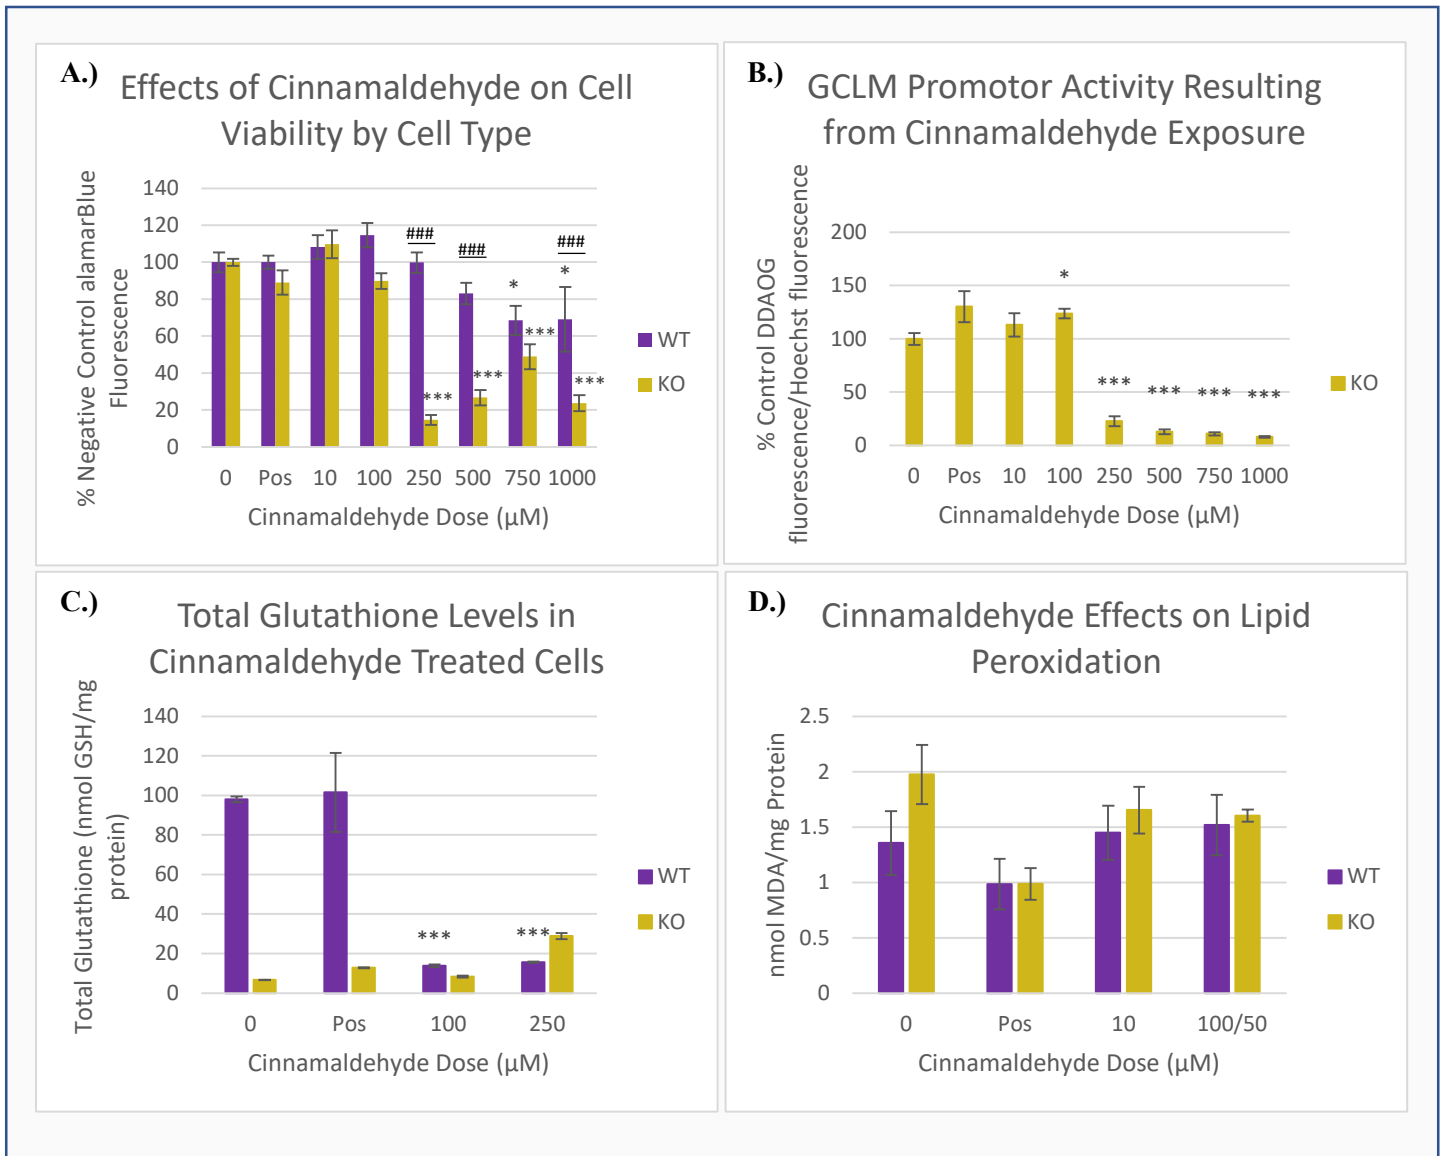 A.)
Effects of Cinnamaldehyde on Cell
Viability by Cell Type
% Negative Control alamarBlue
Fluorescence
140
120
100
80
60
40
20
0
###
###
###
*
*
***
***
***
***
0 Pos 10 100 250 500 750 1000
Cinnamaldehyde Dose (µM)
WT
KO
B.)
GCLM Promotor Activity Resulting
from Cinnamaldehyde Exposure
% Control DDAOG
fluorescence/Hoechst fluorescence
200
150
100
50
0
*
*** *** *** ***
0 Pos 10 100 250 500 750 1000
Cinnamaldehyde Dose (µM)
KO
C.)
Total Glutathione Levels in
Cinnamaldehyde Treated Cells
Total Glutathione (nmol GSH/mg
protein)
140
120
100
80
60
40
20
0
*** ***
0 Pos 100 250
Cinnamaldehyde Dose (µM)
WT
KO
D.)
Cinnamaldehyde Effects on Lipid
Peroxidation
nmol MDA/mg Protein
2.5
2
1.5
1
0.5
0
0 Pos 10 100/50
Cinnamaldehyde Dose (µM)
WT
KO